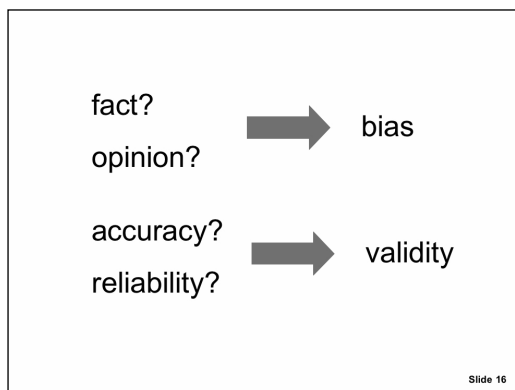 fact?
opinion?
bias
accuracy?
reliability?
validity
Slide 16